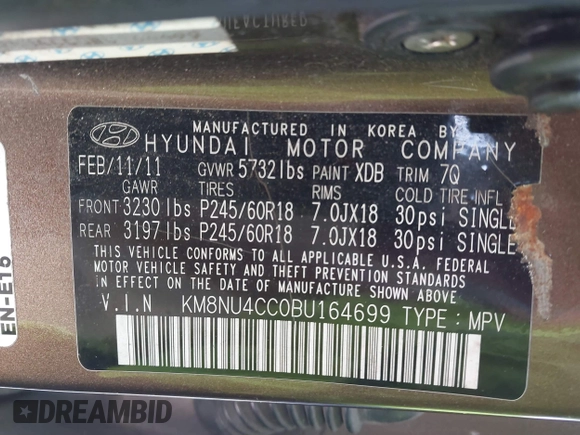 MANUFACTURED IN KOREA BY
HYUNDAI MOTOR COMPANY
FEB/11/11 GVWR 5732lbs PAINT XDB TRIM 7Q
GAWR TIRES RIMS COLD TIRE INFL
FRONT 3230lbs P245/60R18 7.0JX18 30psi SINGLE
REAR 3197lbs P245/60R18 7.0JX18 30psi SINGLE
THIS VEHICLE CONFORMS TO ALL APPLICABLE U.S.A. FEDERAL
MOTOR VEHICLE SAFETY AND THEFT PREVENTION STANDARDS
IN EFFECT ON THE DATE OF MANUFACTURE SHOWN ABOVE.
V.I.N KM8NU4CC0BU164699 TYPE : MPV
EN-E16
DREAMBID